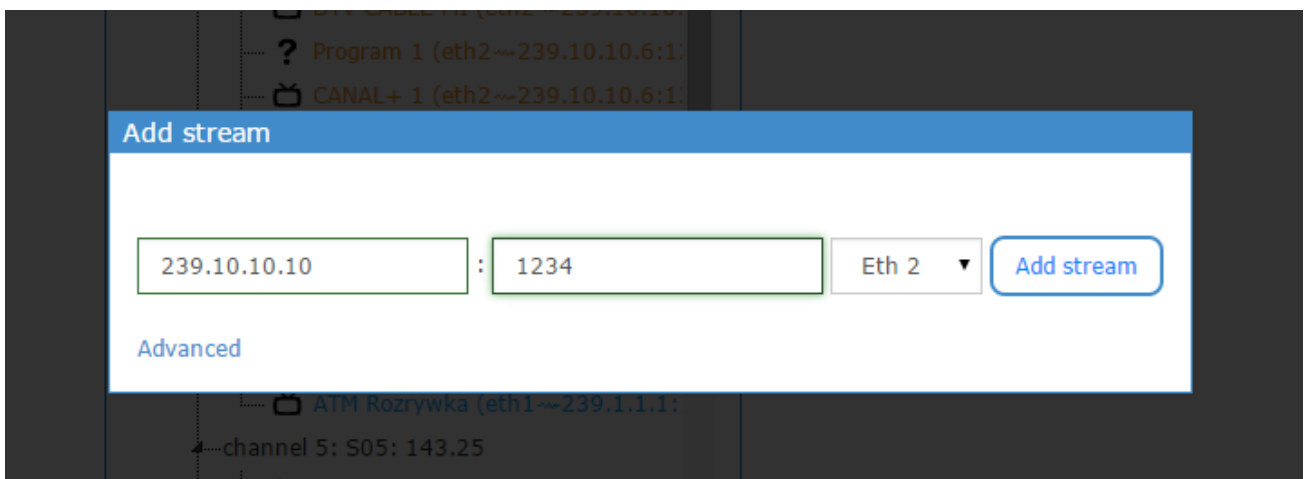 Program 1 (eth2⤳239.10.10.6:1
CANAL+ 1 (eth2⤳239.10.10.6:1
Add stream
239.10.10.10 : 1234 Eth 2 Add stream
Advanced
ATM Rozrywka (eth1⤳239.1.1.1:
channel 5: S05: 143.25